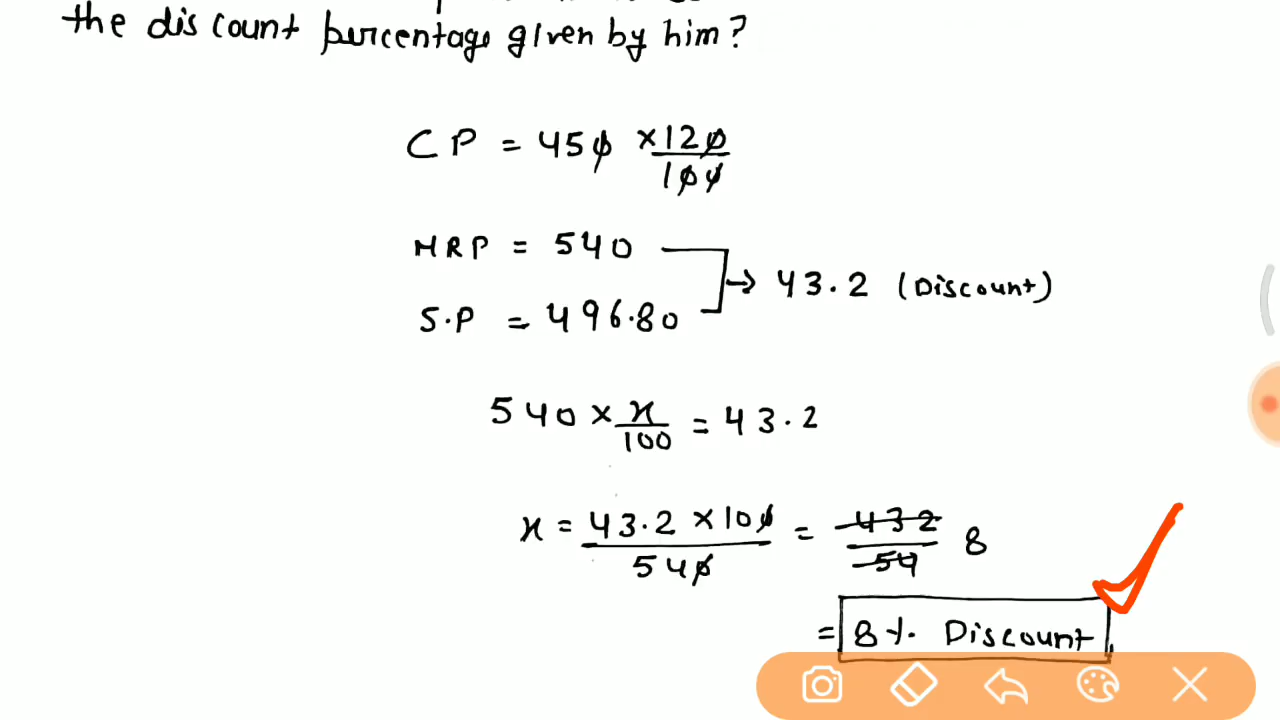 the discount percentage given by him?
CP = 450 × 120/100
MRP = 540
S.P = 496.80
→ 43.2 (Discount)
540 × x/100 = 43.2
x = 43.2 × 100/540 = 432/54 8
= 8% Discount